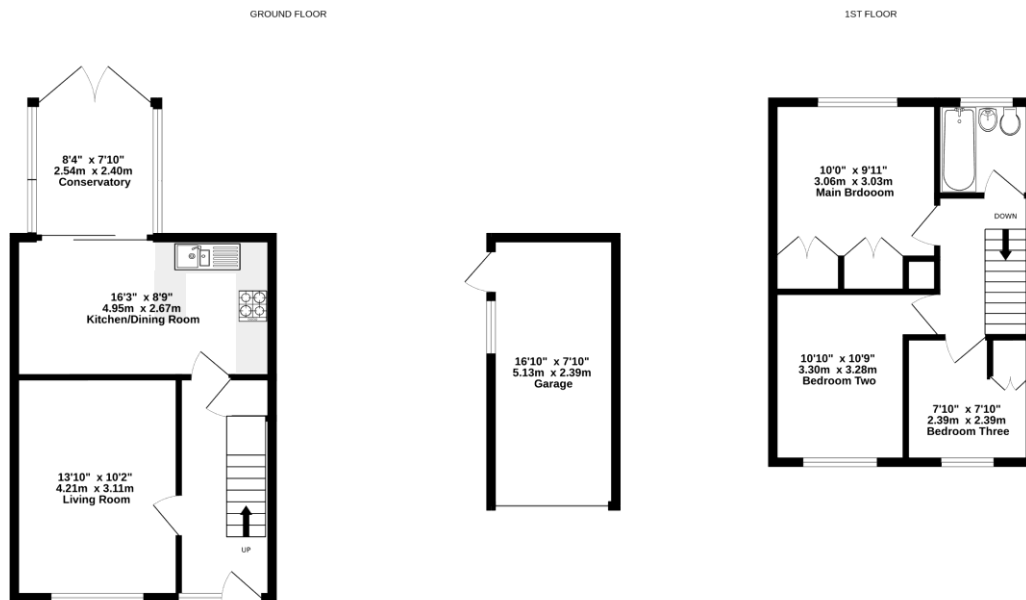 GROUND FLOOR
8'4" x 7'10"
2.54m x 2.40m
Conservatory
16'3" x 8'9"
4.95m x 2.67m
Kitchen/Dining Room
13'10" x 10'2"
4.21m x 3.11m
Living Room
UP
16'10" x 7'10"
5.13m x 2.39m
Garage
1ST FLOOR
10'0" x 9'11"
3.06m x 3.03m
Main Brdooom
DOWN
10'10" x 10'9"
3.30m x 3.28m
Bedroom Two
7'10" x 7'10"
2.39m x 2.39m
Bedroom Three